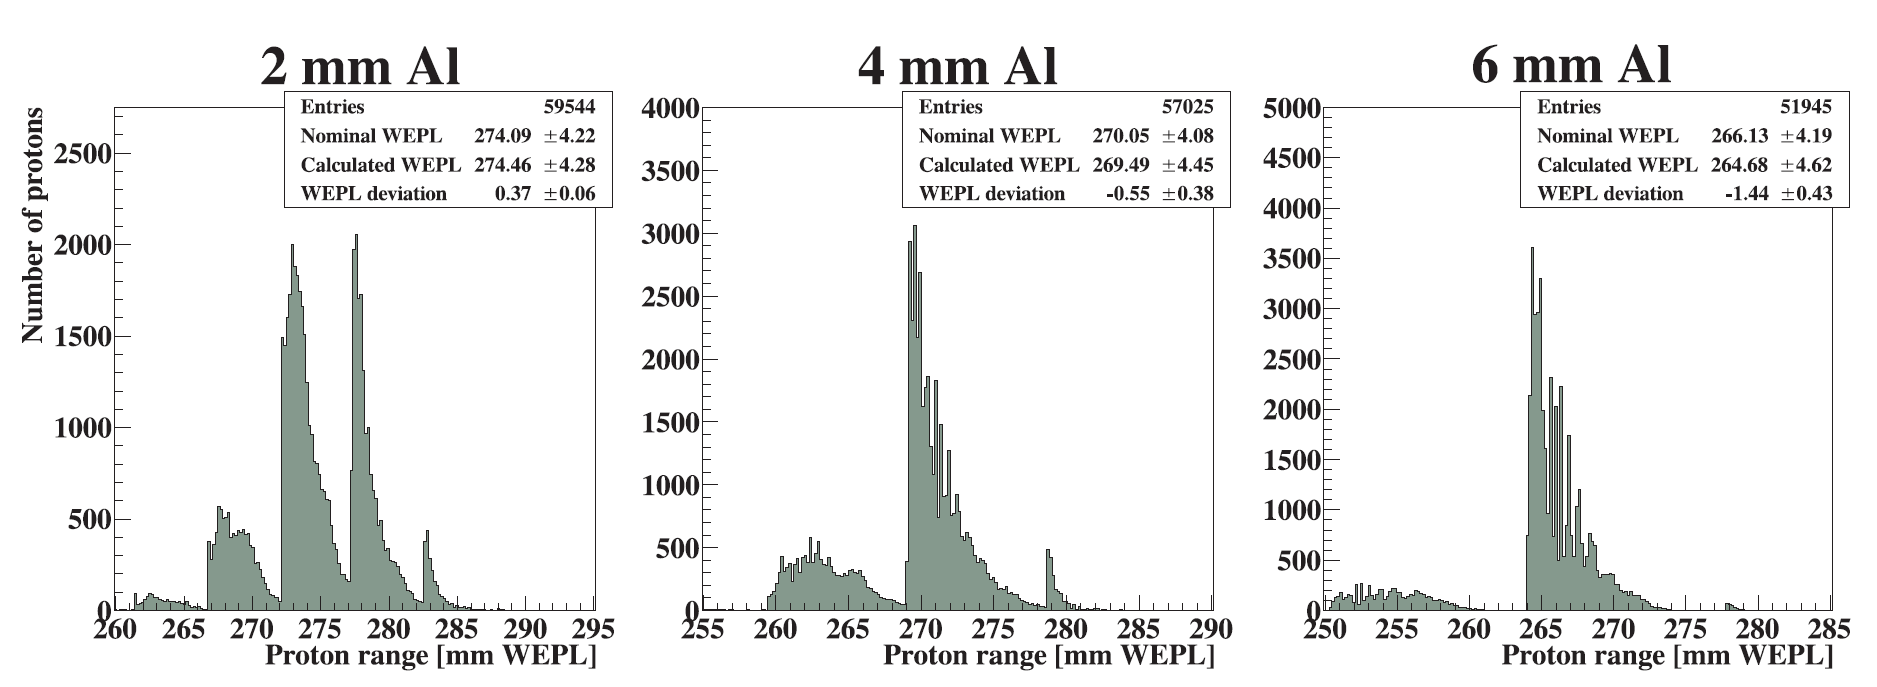 2 mm Al
Entries 59544
Nominal WEPL 274.09 ±4.22
Calculated WEPL 274.46 ±4.28
WEPL deviation 0.37 ±0.06
Number of protons
2500
2000
1500
1000
500
0
260 265 270 275 280 285 290 295
Proton range [mm WEPL]
4 mm Al
Entries 57025
Nominal WEPL 270.05 ±4.08
Calculated WEPL 269.49 ±4.45
WEPL deviation -0.55 ±0.38
4000
3500
3000
2500
2000
1500
1000
500
0
255 260 265 270 275 280 285 290
Proton range [mm WEPL]
6 mm Al
Entries 51945
Nominal WEPL 266.13 ±4.19
Calculated WEPL 264.68 ±4.62
WEPL deviation -1.44 ±0.43
5000
4500
4000
3500
3000
2500
2000
1500
1000
500
0
250 255 260 265 270 275 280 285
Proton range [mm WEPL]